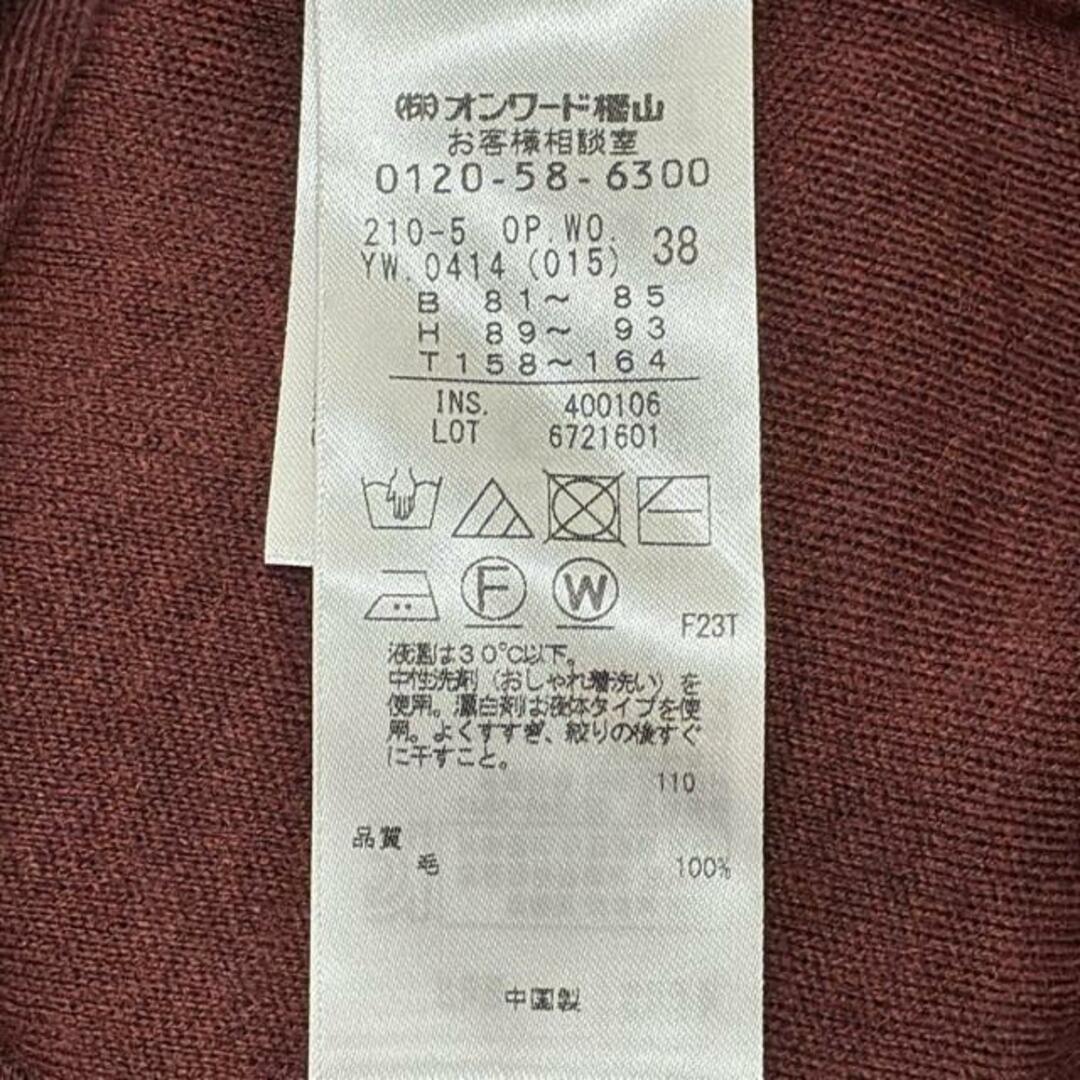 (株)オンワード樫山
お客様相談室
0120-58-6300
210-5 OP.WO. 38
YW.0414 (015)
B 81～ 85
H 89～ 93
T158～164
INS. 400106
LOT 6721601
F
W
F23T
液温は30℃以下。
中性洗剤（おしゃれ着洗い）を
使用。漂白剤は液体タイプを使
用。よくすすぎ、絞りの後すぐ
に干すこと。
110
品質
毛 100%
中国製